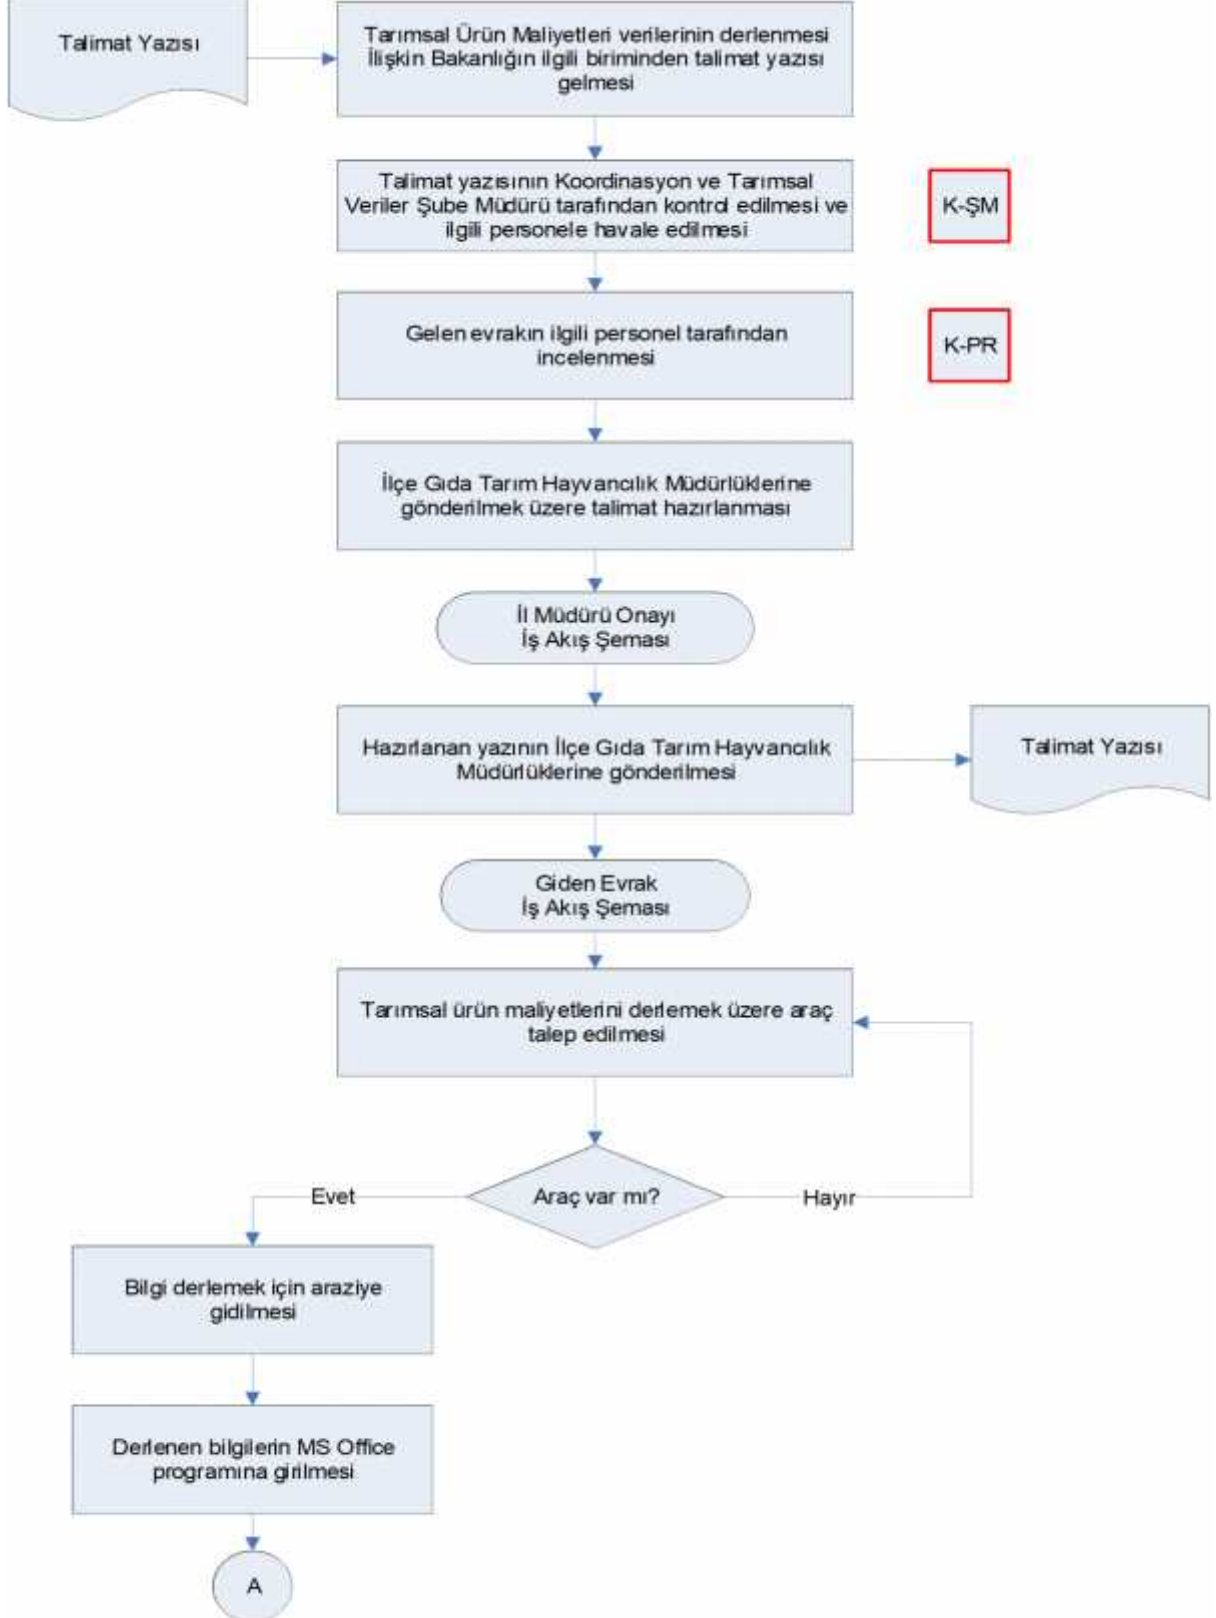 Talimat Yazısı
Tarımsal Ürün Maliyetleri verilerinin derlenmesi
İlişkin Bakanlığın ilgili biriminden talimat yazısı
gelmesi
Talimat yazısının Koordinasyon ve Tarımsal
Veriler Şube Müdürü tarafından kontrol edilmesi ve
ilgili personele havale edilmesi
K-ŞM
Gelen evrakın ilgili personel tarafından
incelenmesi
K-PR
İlçe Gıda Tarım Hayvancılık Müdürlüklerine
gönderilmek üzere talimat hazırlanması
İl Müdürü Onayı
İş Akış Şeması
Hazırlanan yazının İlçe Gıda Tarım Hayvancılık
Müdürlüklerine gönderilmesi
Talimat Yazısı
Giden Evrak
İş Akış Şeması
Tarımsal ürün maliyetlerini derlemek üzere araç
talep edilmesi
Evet
Araç var mı?
Hayır
Bilgi derlemek için araziye
gidilmesi
Derlenen bilgilerin MS Office
programına girilmesi
A